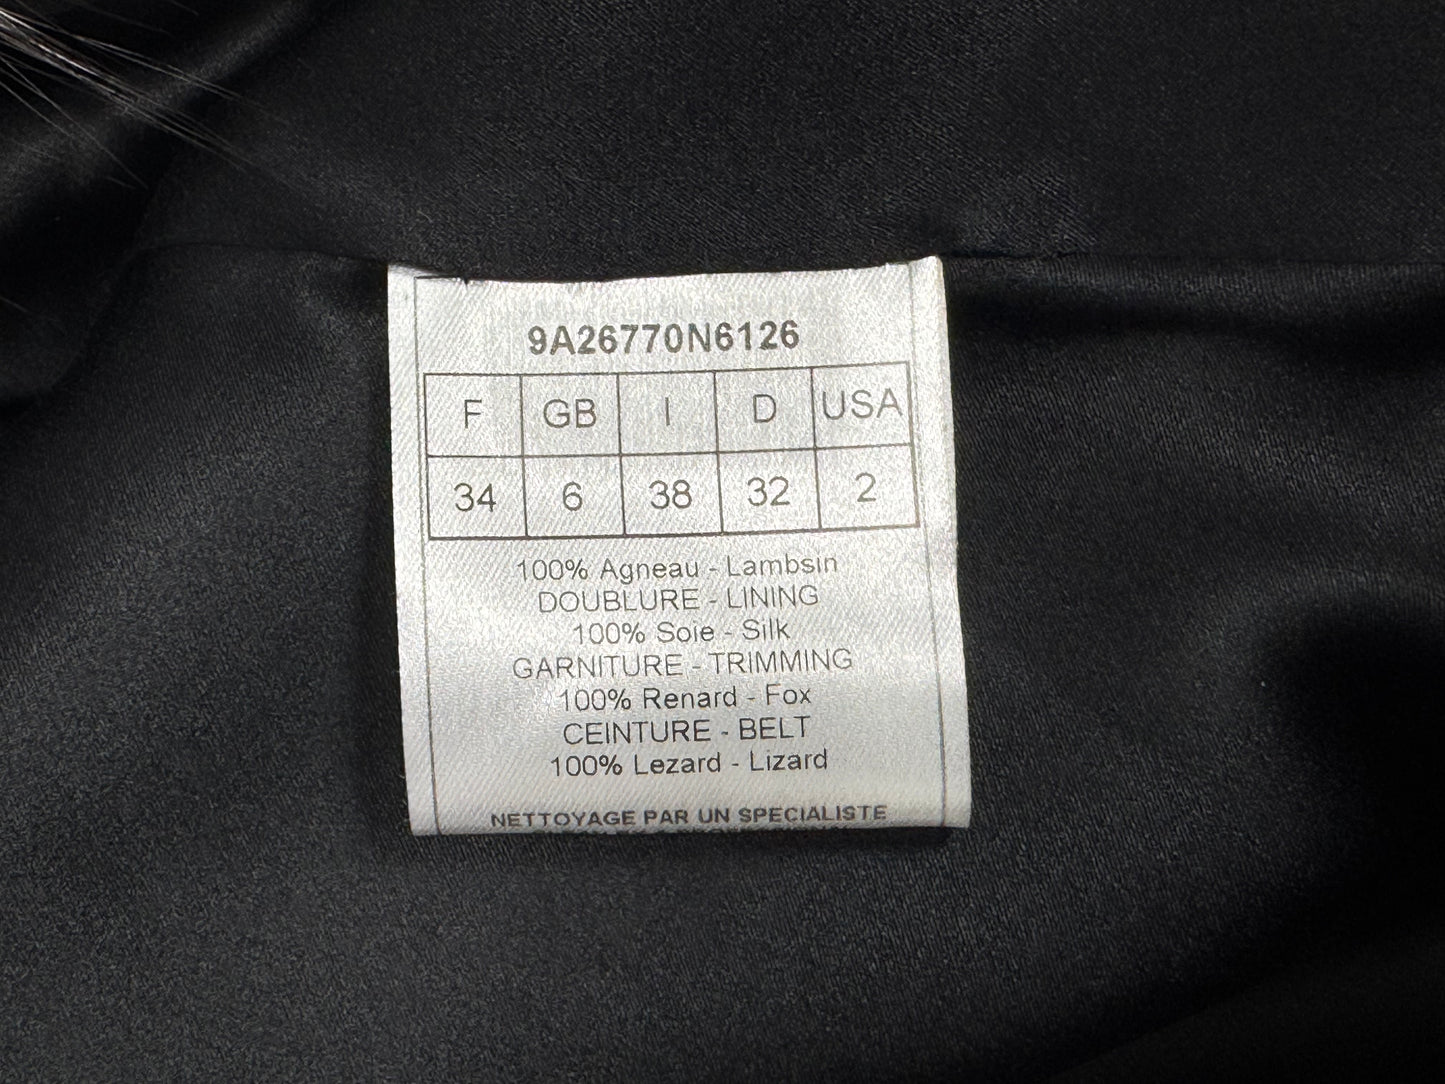 9A26770N6126
F GB I D USA
34 6 38 32 2
100% Agneau - Lambsin
DOUBLURE - LINING
100% Soie - Silk
GARNITURE - TRIMMING
100% Renard - Fox
CEINTURE - BELT
100% Lezard - Lizard
NETTOYAGE PAR UN SPECIALISTE